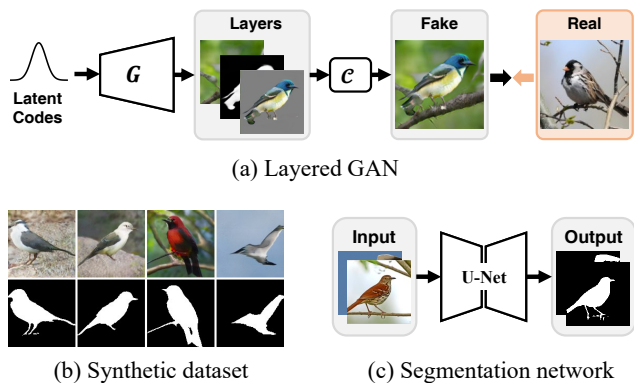 Layers
Fake
Real
G
C
Latent
Codes
(a) Layered GAN
Input
Output
U-Net
(b) Synthetic dataset
(c) Segmentation network